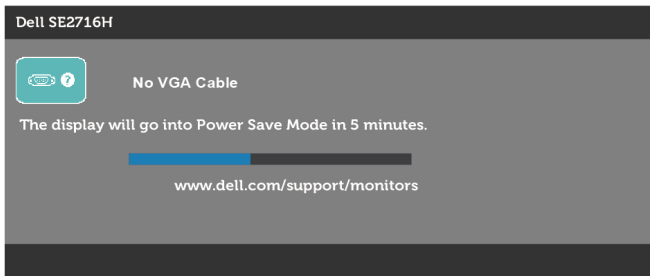 Dell SE2716H
No VGA Cable
The display will go into Power Save Mode in 5 minutes.
www.dell.com/support/monitors